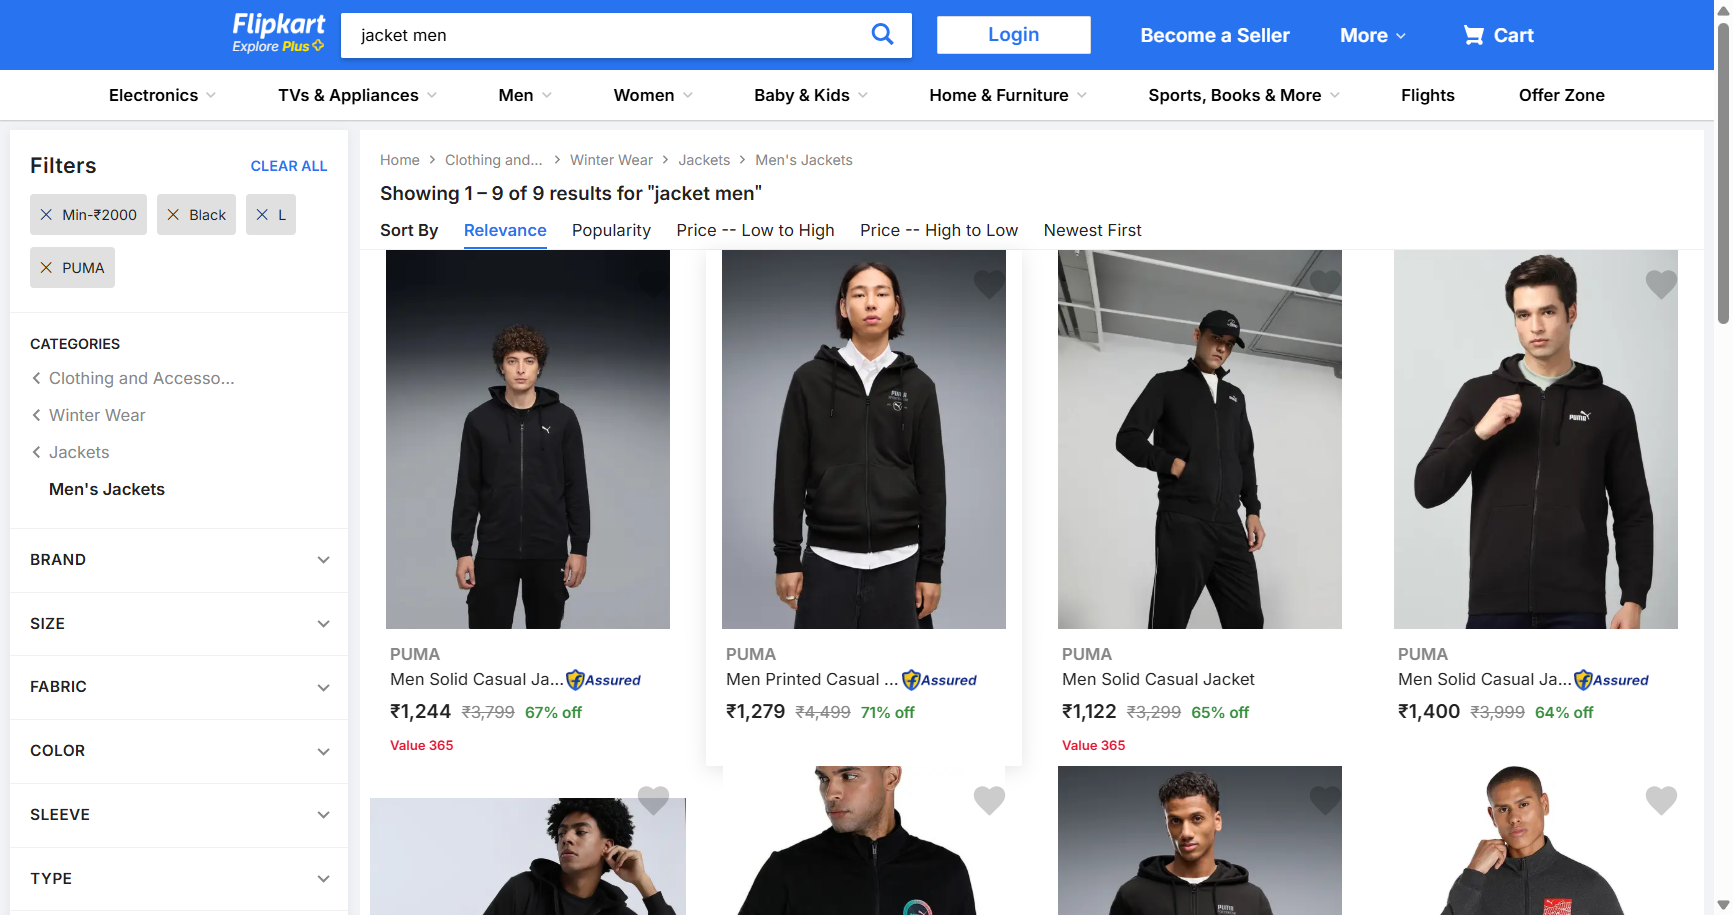 Flipkart
Explore Plus
jacket men
Login
Become a Seller
More
Cart
Electronics
TVs & Appliances
Men
Women
Baby & Kids
Home & Furniture
Sports, Books & More
Flights
Offer Zone
Filters
CLEAR ALL
Min-₹2000
Black
L
PUMA
CATEGORIES
Clothing and Accesso...
Winter Wear
Jackets
Men's Jackets
BRAND
SIZE
FABRIC
COLOR
SLEEVE
TYPE
Home
Clothing and...
Winter Wear
Jackets
Men's Jackets
Showing 1 – 9 of 9 results for "jacket men"
Sort By
Relevance
Popularity
Price -- Low to High
Price -- High to Low
Newest First
PUMA
Men Solid Casual Ja...
Assured
₹1,244 ₹3,799 67% off
Value 365
PUMA
PUMA
Men Printed Casual ...
Assured
₹1,279 ₹4,499 71% off
PUMA
Men Solid Casual Jacket
₹1,122 ₹3,299 65% off
Value 365
PUMA
PUMA
Men Solid Casual Ja...
Assured
₹1,400 ₹3,999 64% off
PUMA